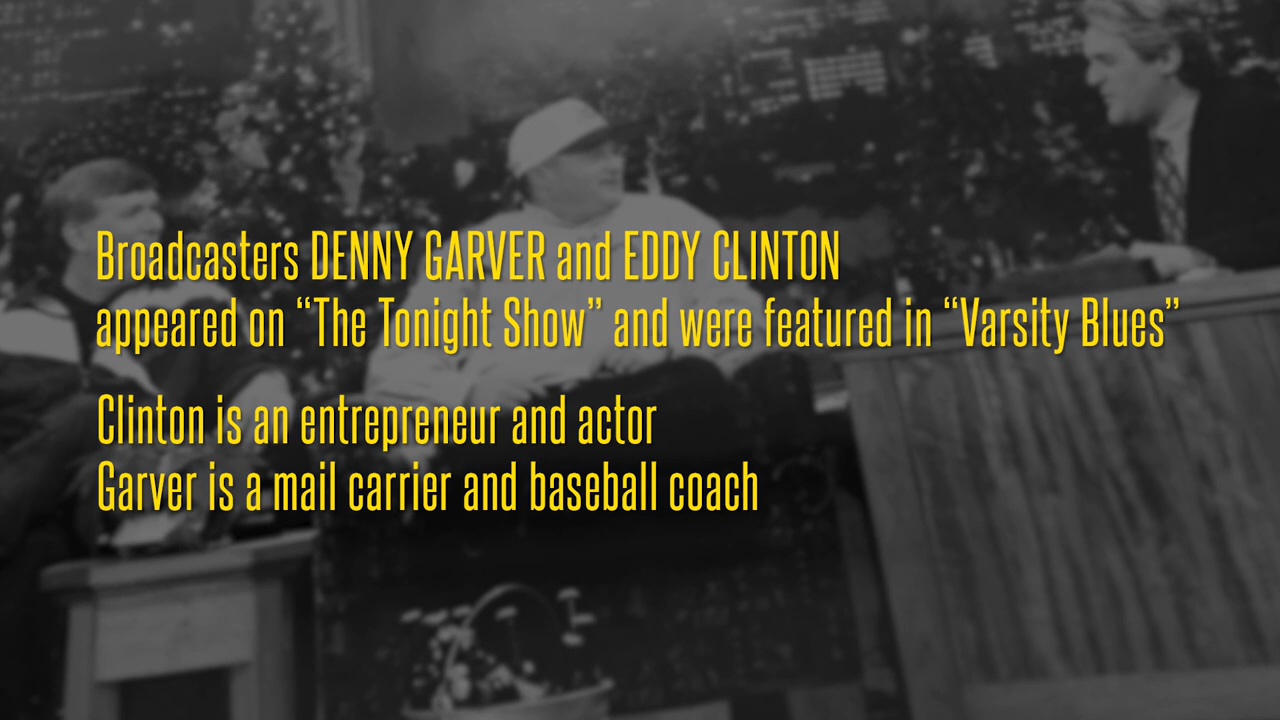 Broadcasters DENNY GARVER and EDDY CLINTON
appeared on “The Tonight Show” and were featured in “Varsity Blues”
Clinton is an entrepreneur and actor
Garver is a mail carrier and baseball coach